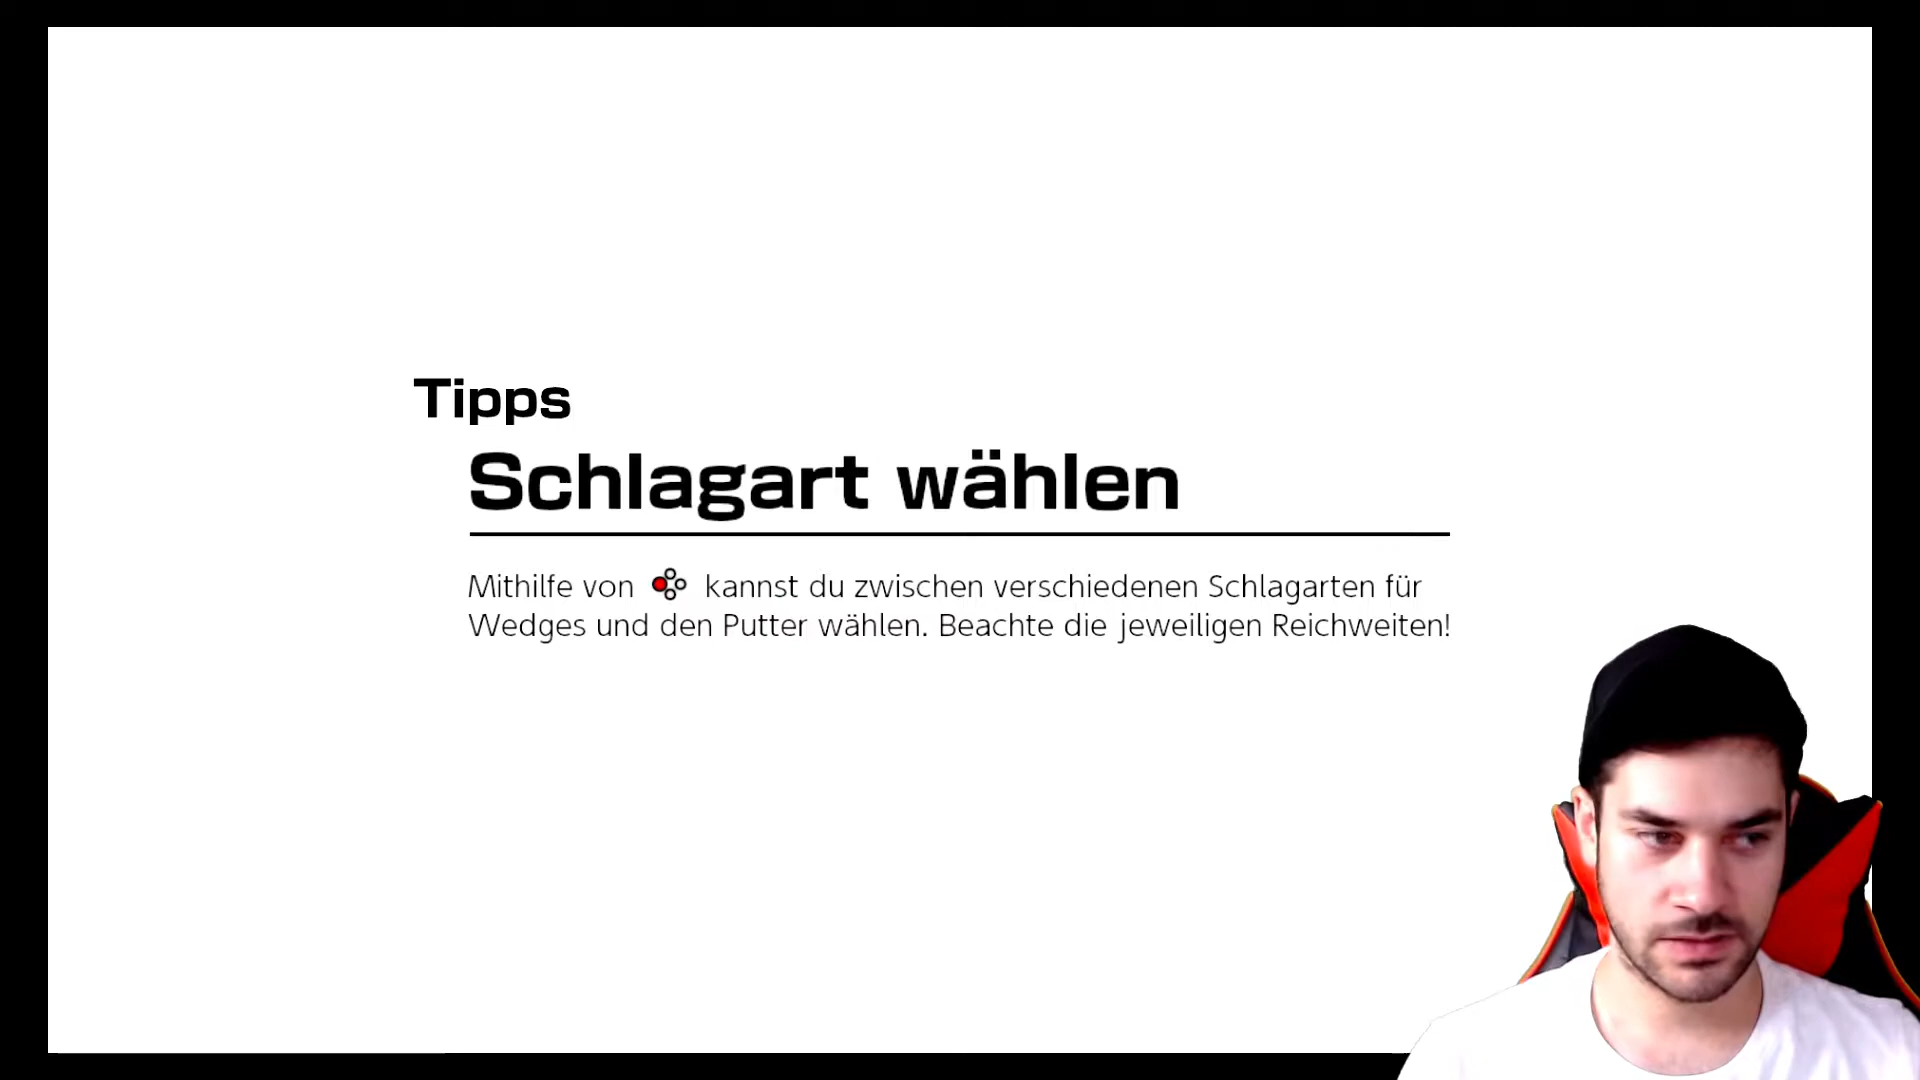 Tipps
Schlagart wählen
Mithilfe von kannst du zwischen verschiedenen Schlagarten für
Wedges und den Putter wählen. Beachte die jeweiligen Reichweiten!